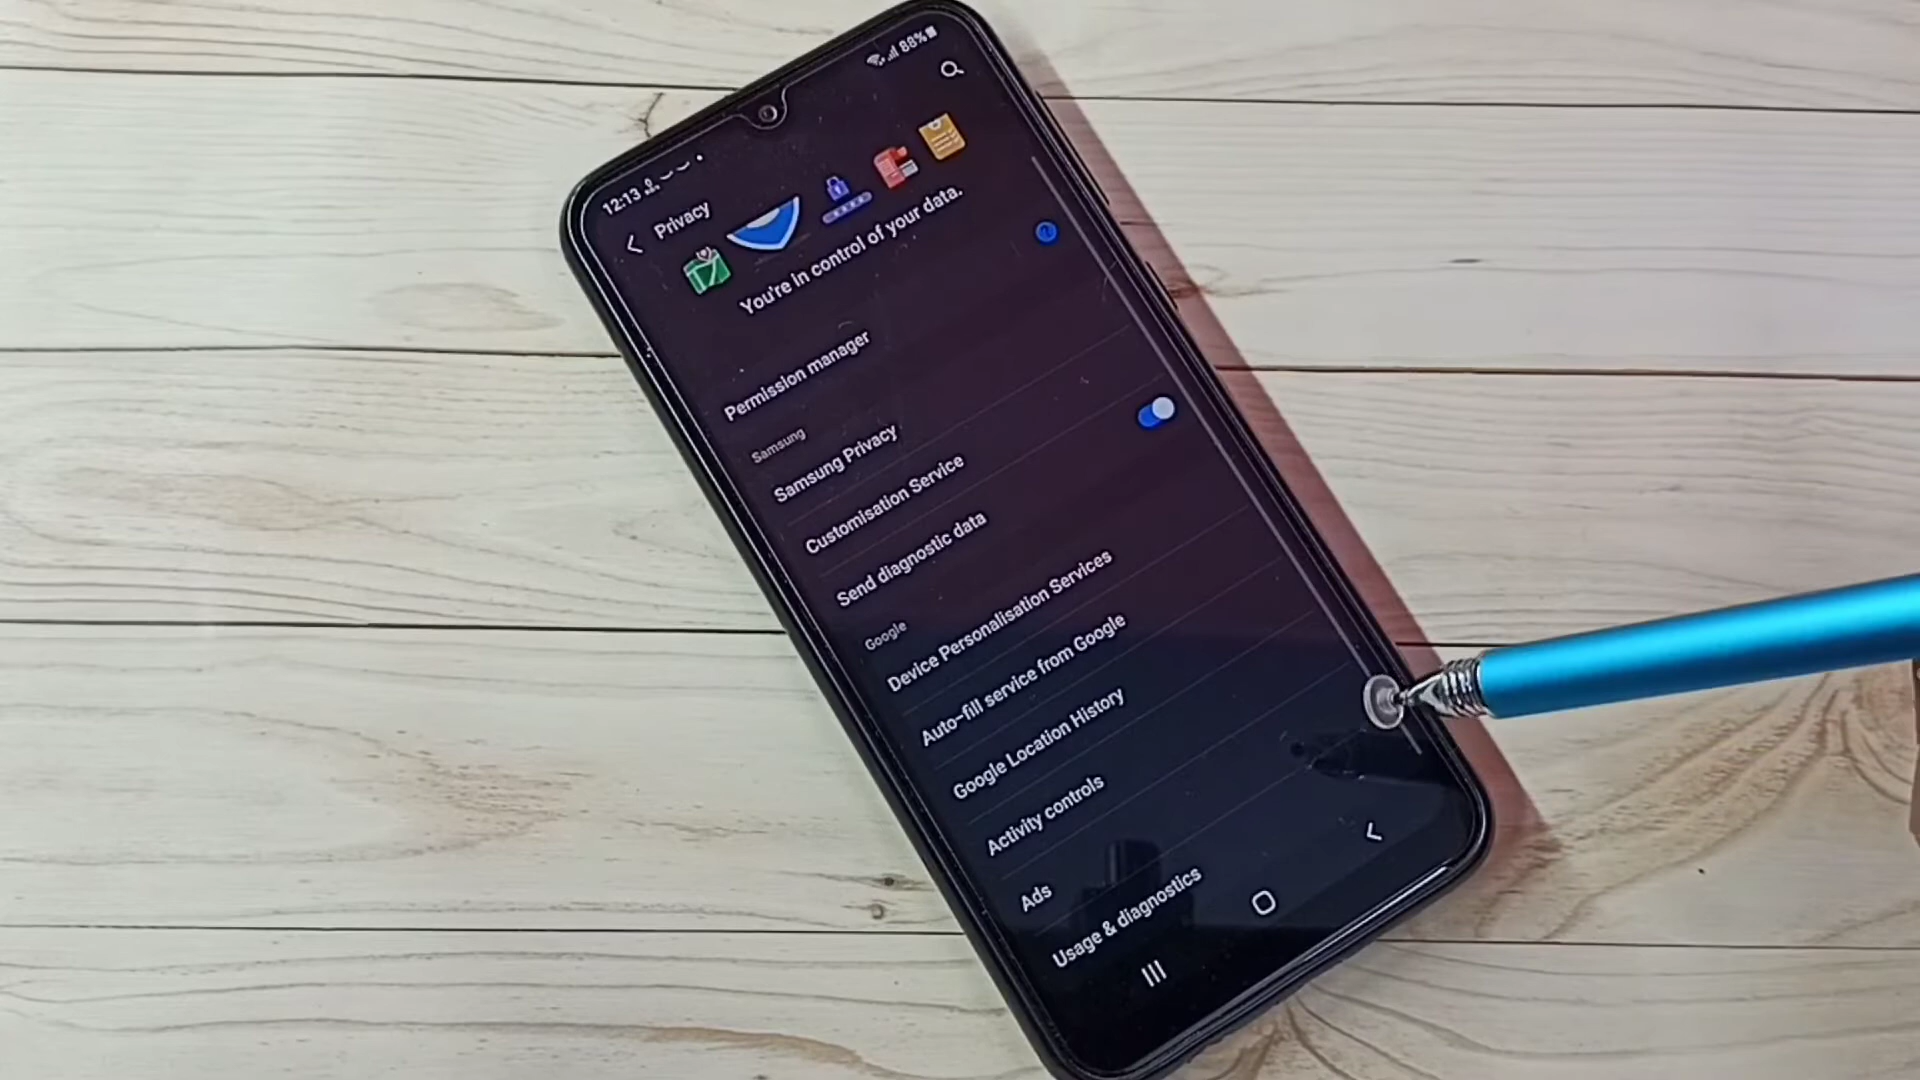 12:13
88%
Privacy
You're in control of your data.
Permission manager
Samsung
Samsung Privacy
Customisation Service
Send diagnostic data
Google
Device Personalisation Services
Auto-fill service from Google
Google Location History
Activity controls
Ads
Usage & diagnostics